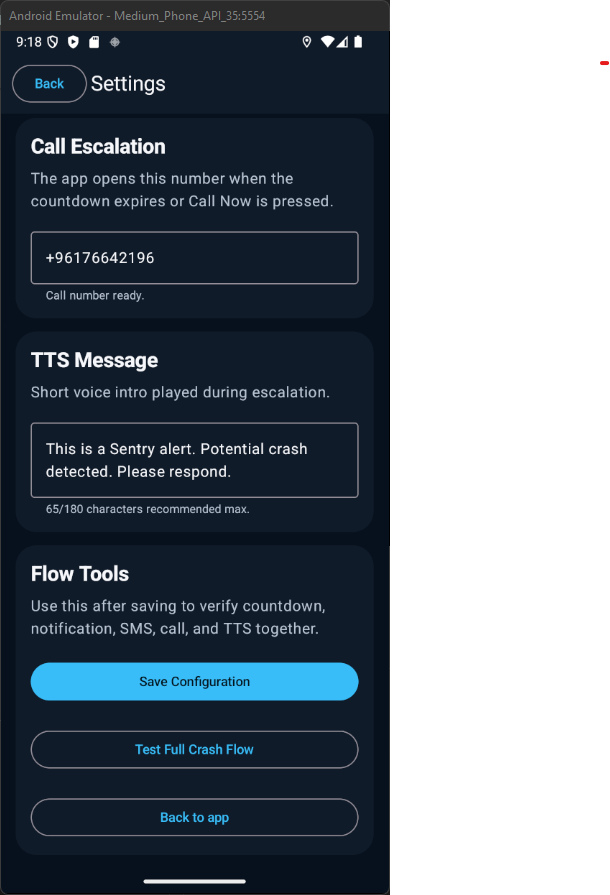 Android Emulator - Medium_Phone_API_35:5554
9:18
Back
Settings
Call Escalation
The app opens this number when the
countdown expires or Call Now is pressed.
+96176642196
Call number ready.
TTS Message
Short voice intro played during escalation.
This is a Sentry alert. Potential crash
detected. Please respond.
65/180 characters recommended max.
Flow Tools
Use this after saving to verify countdown,
notification, SMS, call, and TTS together.
Save Configuration
Test Full Crash Flow
Back to app